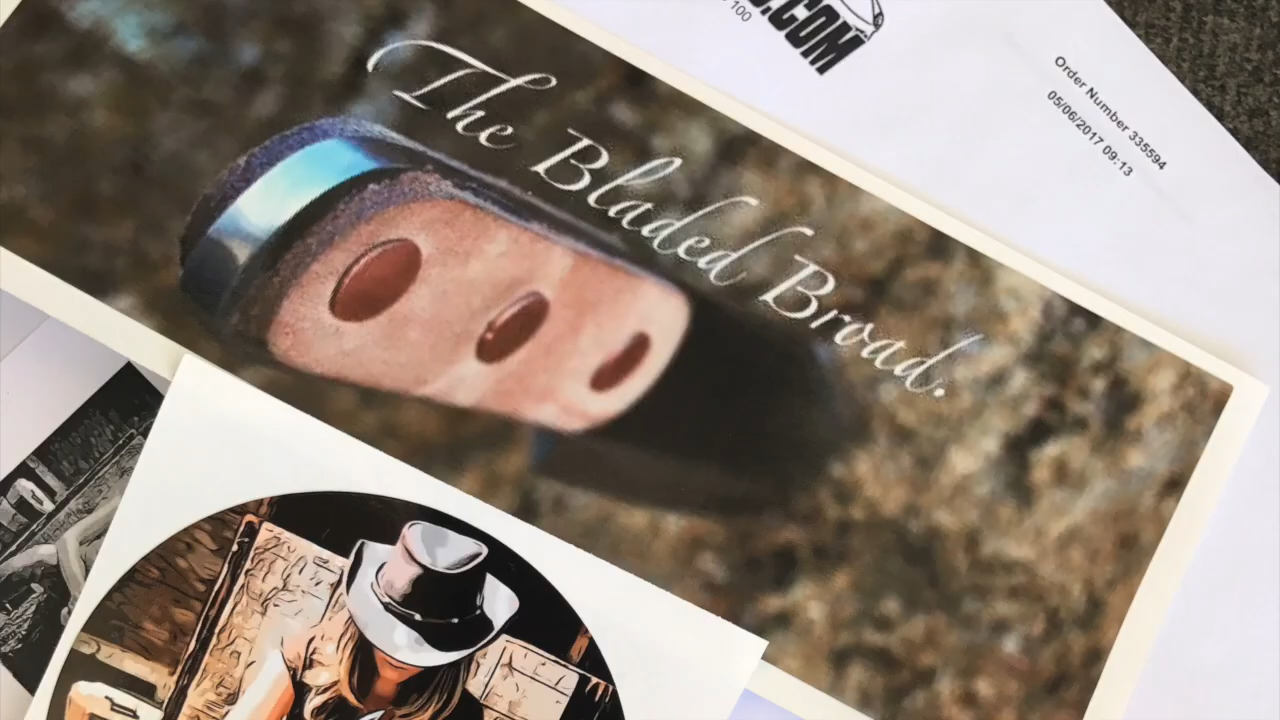 The Bladed Broad.
.COM
100
Order Number 335594
05/06/2017 09:13